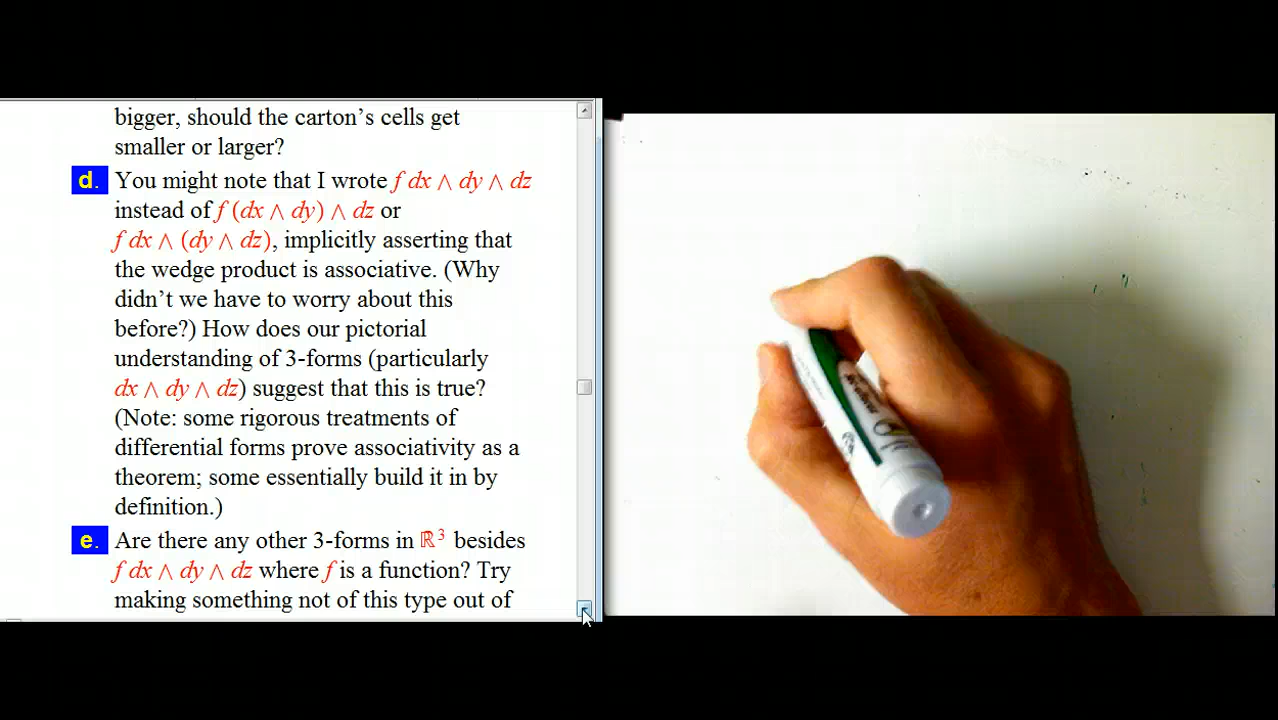 bigger, should the carton’s cells get
smaller or larger?
d. You might note that I wrote f dx ∧ dy ∧ dz
instead of f (dx ∧ dy) ∧ dz or
f dx ∧ (dy ∧ dz), implicitly asserting that
the wedge product is associative. (Why
didn’t we have to worry about this
before?) How does our pictorial
understanding of 3-forms (particularly
dx ∧ dy ∧ dz) suggest that this is true?
(Note: some rigorous treatments of
differential forms prove associativity as a
theorem; some essentially build it in by
definition.)
e. Are there any other 3-forms in ℝ³ besides
f dx ∧ dy ∧ dz where f is a function? Try
making something not of this type out of